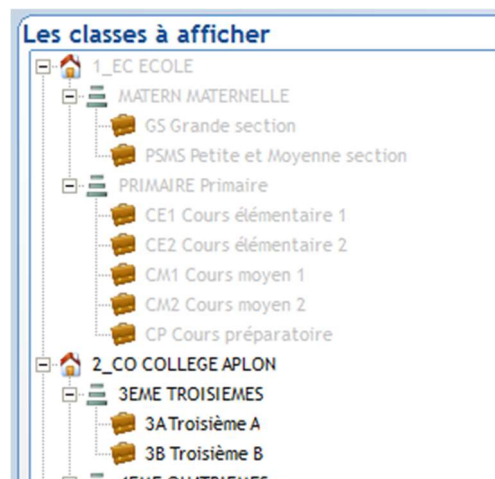 Les classes à afficher
1_EC ECOLE
MATERN MATERNELLE
GS Grande section
PSMS Petite et Moyenne section
PRIMAIRE Primaire
CE1 Cours élémentaire 1
CE2 Cours élémentaire 2
CM1 Cours moyen 1
CM2 Cours moyen 2
CP Cours préparatoire
2_CO COLLEGE APLON
3EME TROISIEMES
3A Troisième A
3B Troisième B
4EME QUATRIEMES